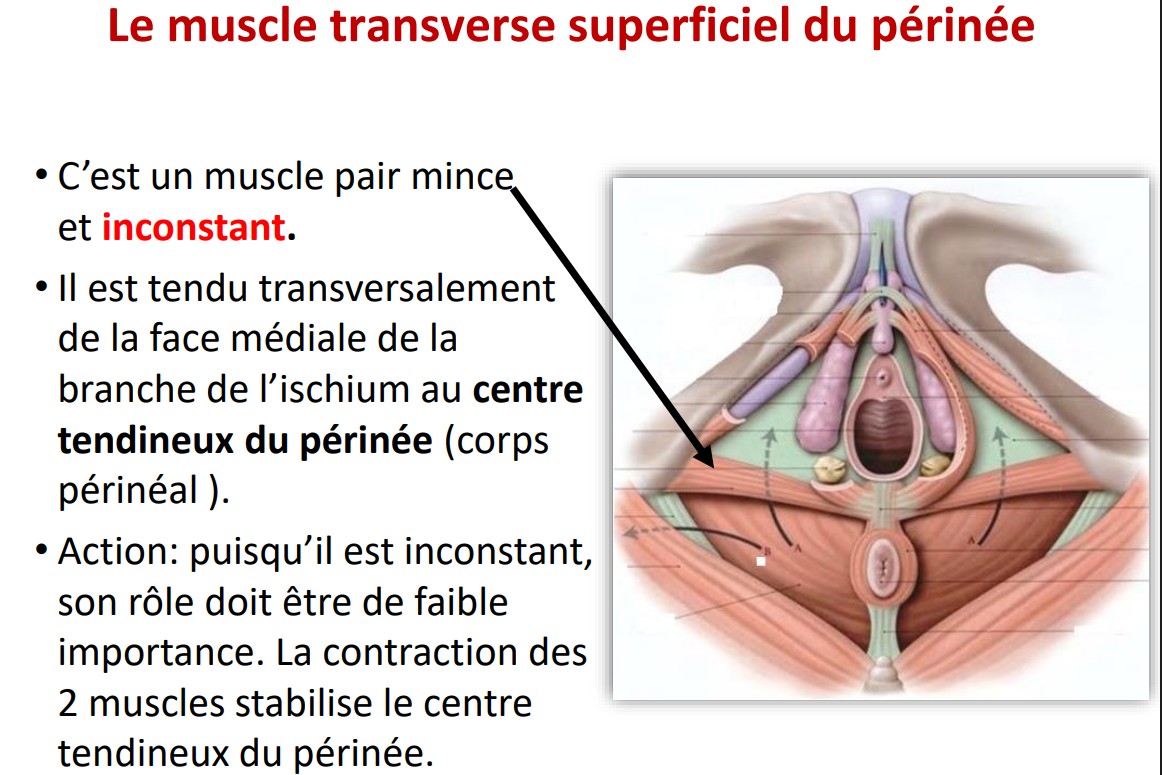 Le muscle transverse superficiel du périnée
• C’est un muscle pair mince
et inconstant.
• Il est tendu transversalement
de la face médiale de la
branche de l’ischium au centre
tendineux du périnée (corps
périnéal ).
• Action: puisqu’il est inconstant,
son rôle doit être de faible
importance. La contraction des
2 muscles stabilise le centre
tendineux du périnée.
B
A
A